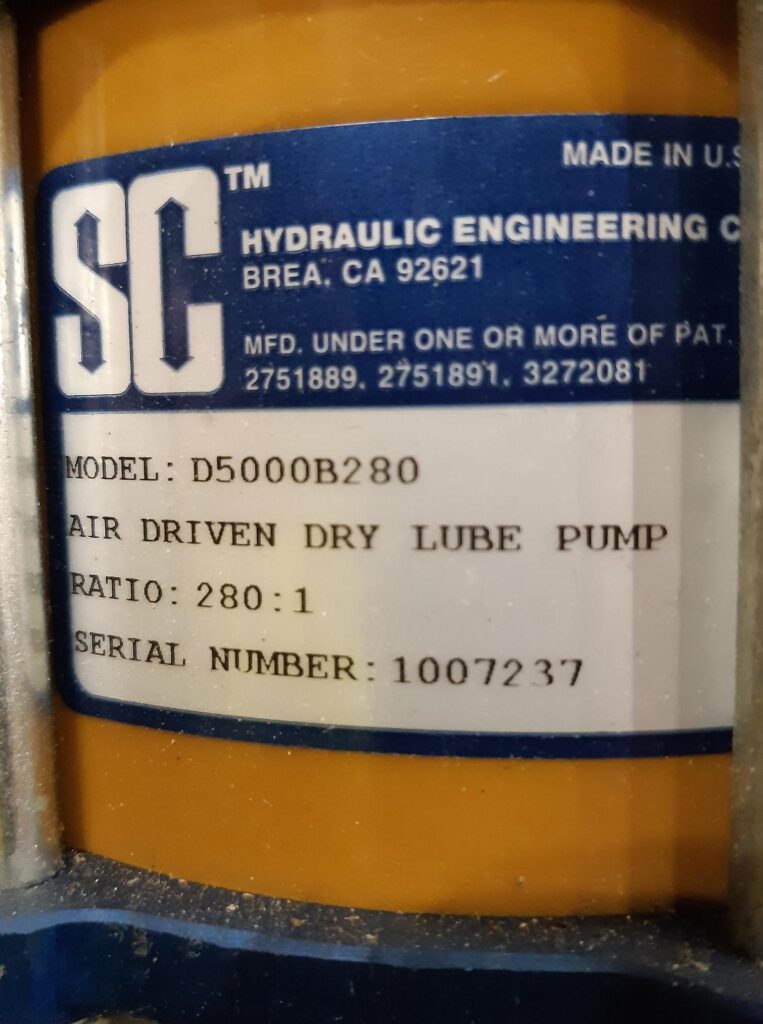 SC™
MADE IN U.S
HYDRAULIC ENGINEERING C
BREA, CA 92621
MFD. UNDER ONE OR MORE OF PAT.
2751889, 2751891, 3272081
MODEL: D5000B280
AIR DRIVEN DRY LUBE PUMP
RATIO: 280:1
SERIAL NUMBER: 1007237